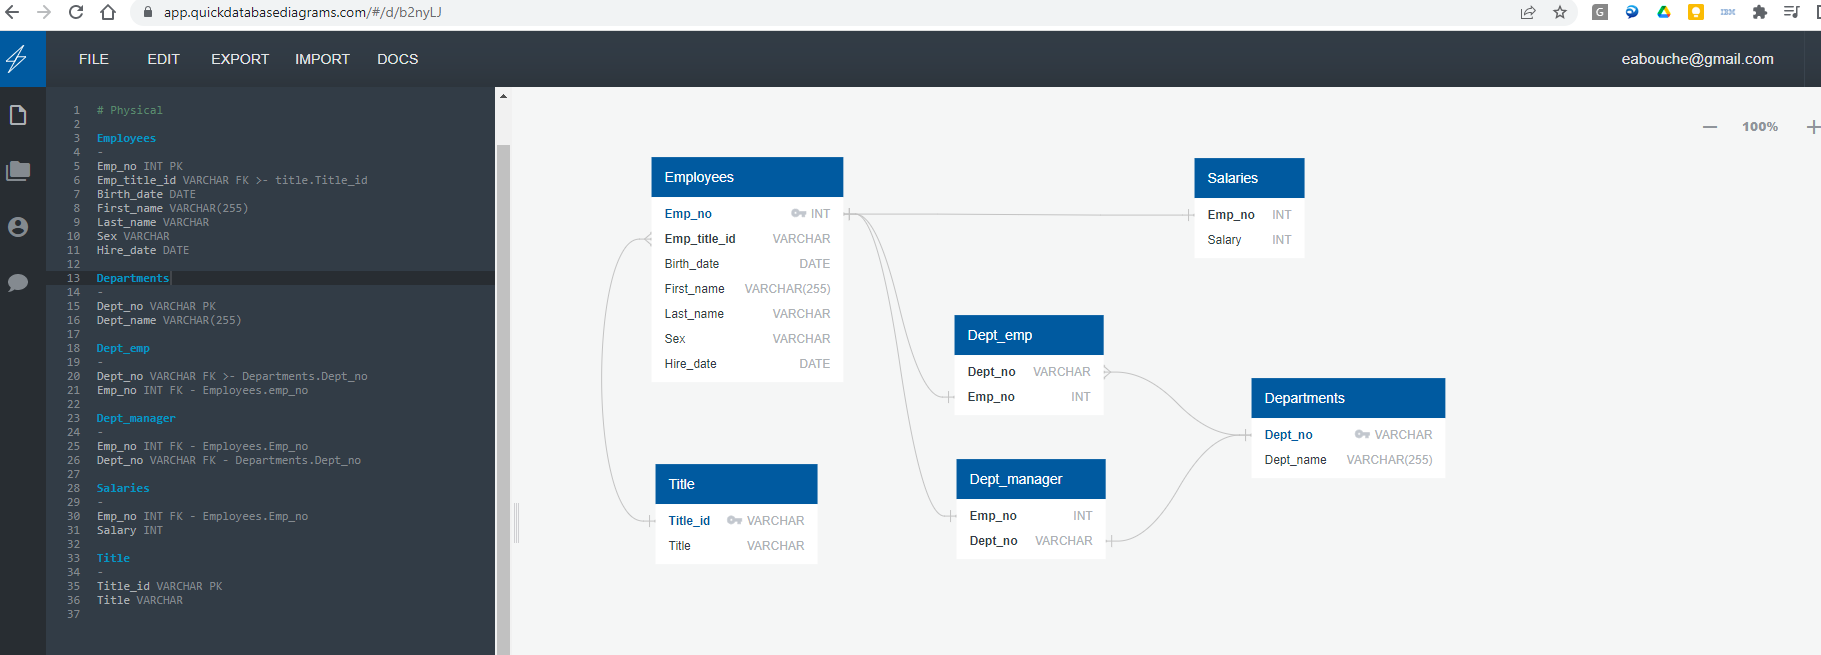 app.quickdatabasediagrams.com/#/d/b2nyLJ
G
IBM
FILE EDIT EXPORT IMPORT DOCS
eabouche@gmail.com
1 # Physical
2
3 Employees
4 -
5 Emp_no INT PK
6 Emp_title_id VARCHAR FK >- title.Title_id
7 Birth_date DATE
8 First_name VARCHAR(255)
9 Last_name VARCHAR
10 Sex VARCHAR
11 Hire_date DATE
12
13 Departments
14 -
15 Dept_no VARCHAR PK
16 Dept_name VARCHAR(255)
17
18 Dept_emp
19 -
20 Dept_no VARCHAR FK >- Departments.Dept_no
21 Emp_no INT FK - Employees.emp_no
22
23 Dept_manager
24 -
25 Emp_no INT FK - Employees.Emp_no
26 Dept_no VARCHAR FK - Departments.Dept_no
27
28 Salaries
29 -
30 Emp_no INT FK - Employees.Emp_no
31 Salary INT
32
33 Title
34 -
35 Title_id VARCHAR PK
36 Title VARCHAR
37
100%
Employees
Emp_no INT
Emp_title_id VARCHAR
Birth_date DATE
First_name VARCHAR(255)
Last_name VARCHAR
Sex VARCHAR
Hire_date DATE
Salaries
Emp_no INT
Salary INT
Dept_emp
Dept_no VARCHAR
Emp_no INT
Departments
Dept_no VARCHAR
Dept_name VARCHAR(255)
Title
Title_id VARCHAR
Title VARCHAR
Dept_manager
Emp_no INT
Dept_no VARCHAR